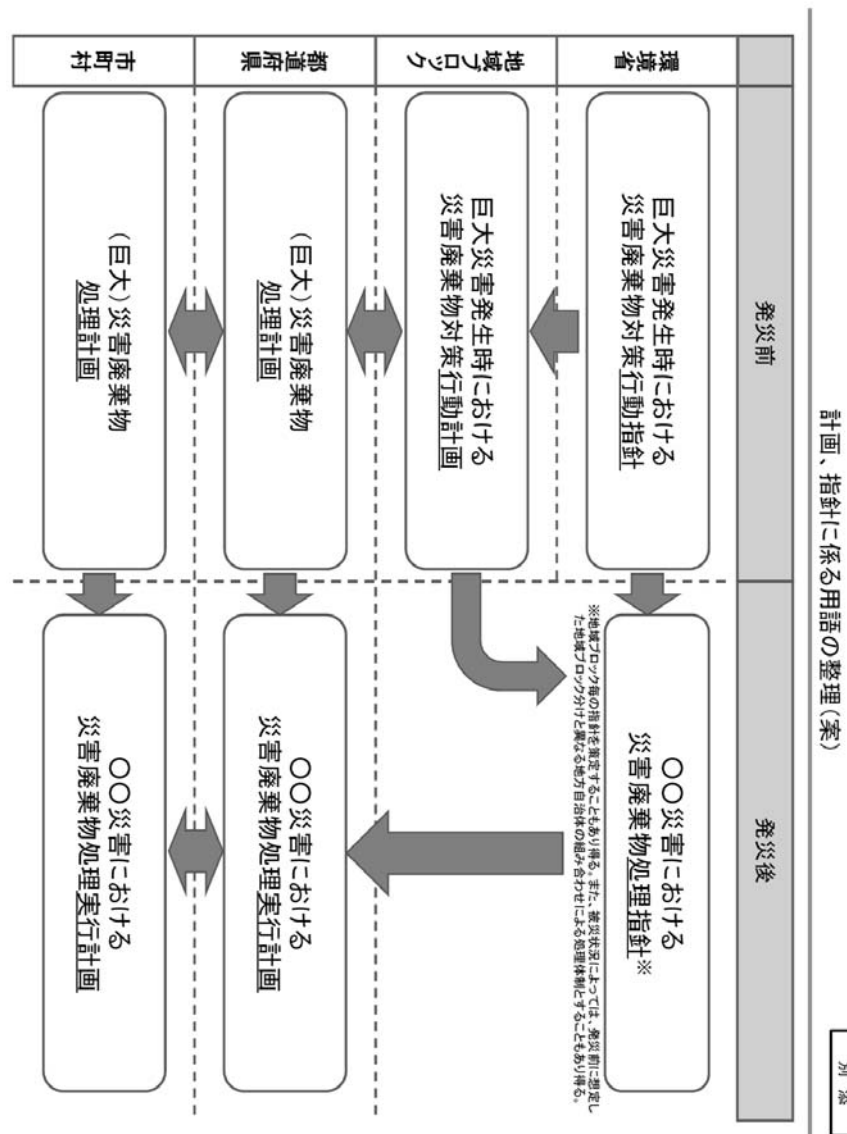 別添
計画、指針に係る用語の整理(案)
発災前
発災後
環境省
巨大災害発生時における
災害廃棄物対策行動指針
〇〇災害における
災害廃棄物処理指針※
※地域ブロック毎の指針を策定することもあり得る。また、被災状況によっては、発災前に想定し
た地域ブロック分けと異なる地方自治体の組み合わせによる処理体制とすることもあり得る。
地域ブロック
巨大災害発生時における
災害廃棄物対策行動計画
都道府県
(巨大)災害廃棄物
処理計画
〇〇災害における
災害廃棄物処理実行計画
市町村
(巨大)災害廃棄物
処理計画
〇〇災害における
災害廃棄物処理実行計画